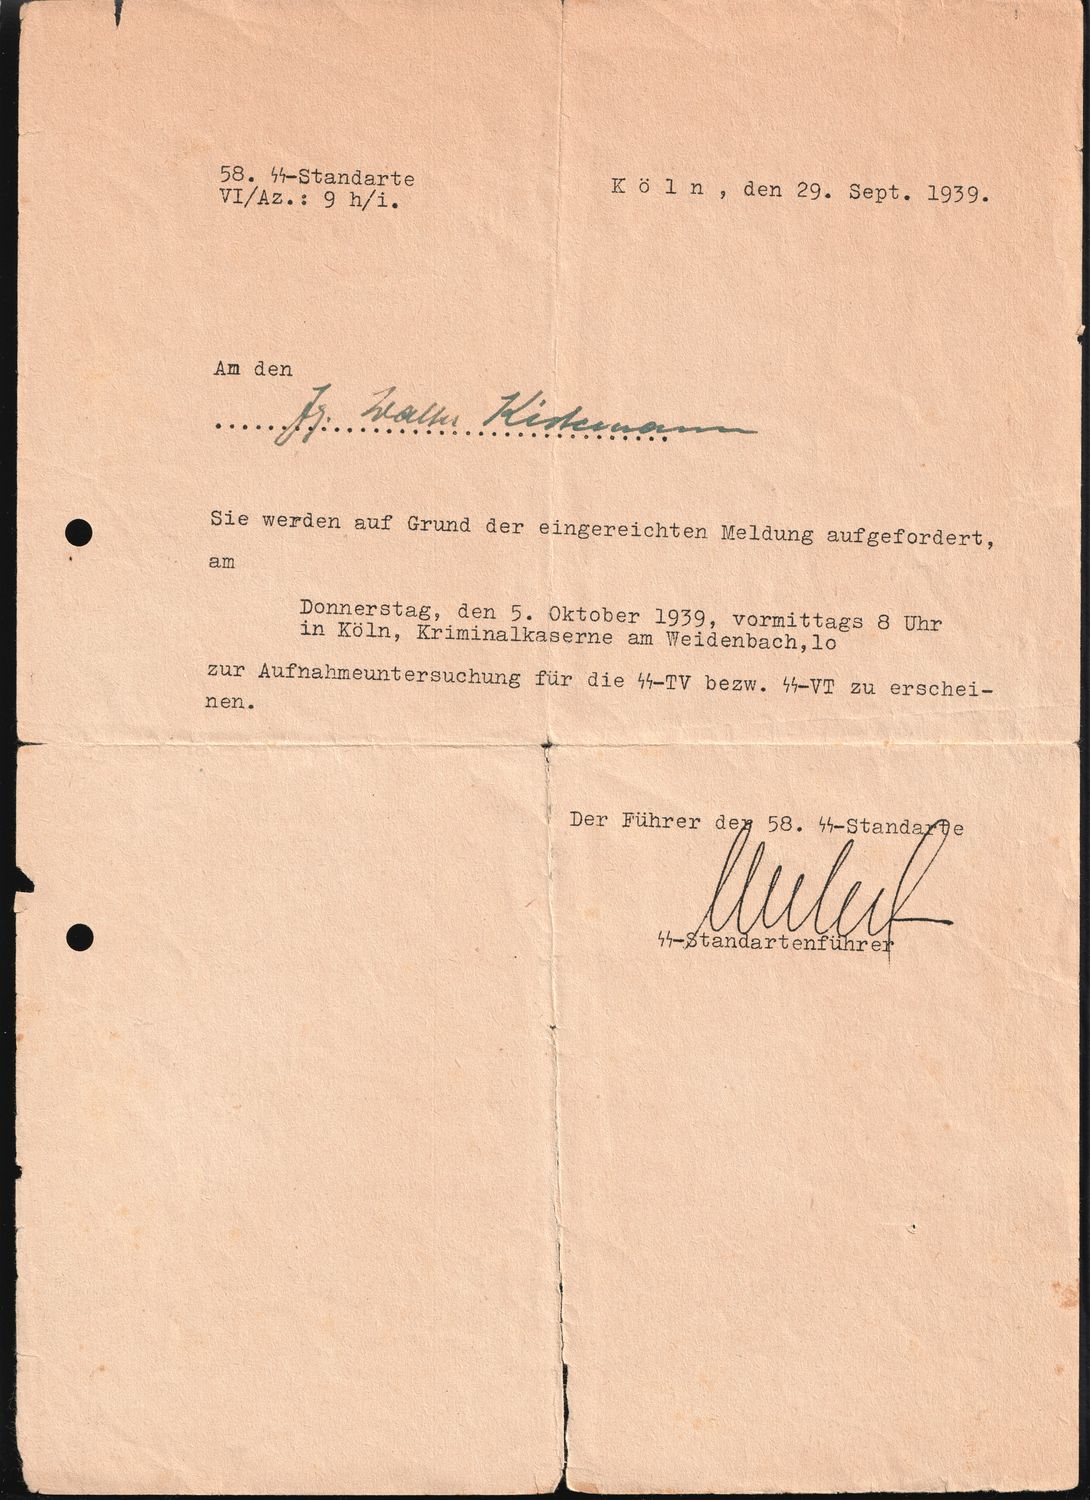 58. ᛋᛋ-Standarte
VI/Az.: 9 h/i.
K ö l n , den 29. Sept. 1939.
Am den
Jg. Walter
Sie werden auf Grund der eingereichten Meldung aufgefordert,
am
Donnerstag, den 5. Oktober 1939, vormittags 8 Uhr
in Köln, Kriminalkaserne am Weidenbach,lo
zur Aufnahmeuntersuchung für die ᛋᛋ-TV bezw. ᛋᛋ-VT zu erschei-
nen.
Der Führer der 58. ᛋᛋ-Standarte
ᛋᛋ-Standartenführer